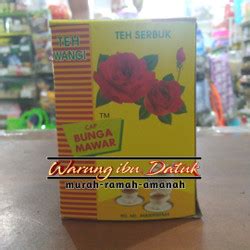 TEH WANGI
TEH SERBUK
TM
CAP
BUNGA
MAWAR
Warung ibu Datuk
murah-ramah-amanah